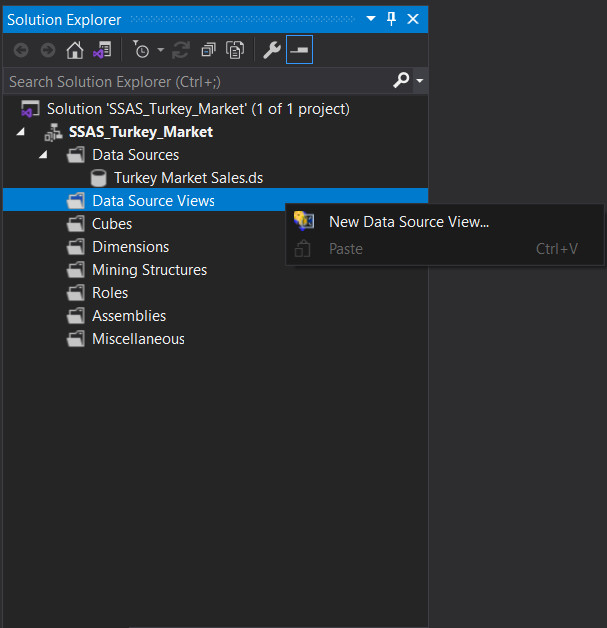 Solution Explorer
Search Solution Explorer (Ctrl+;)
Solution 'SSAS_Turkey_Market' (1 of 1 project)
SSAS_Turkey_Market
Data Sources
Turkey Market Sales.ds
Data Source Views
New Data Source View...
Cubes
Paste Ctrl+V
Dimensions
Mining Structures
Roles
Assemblies
Miscellaneous